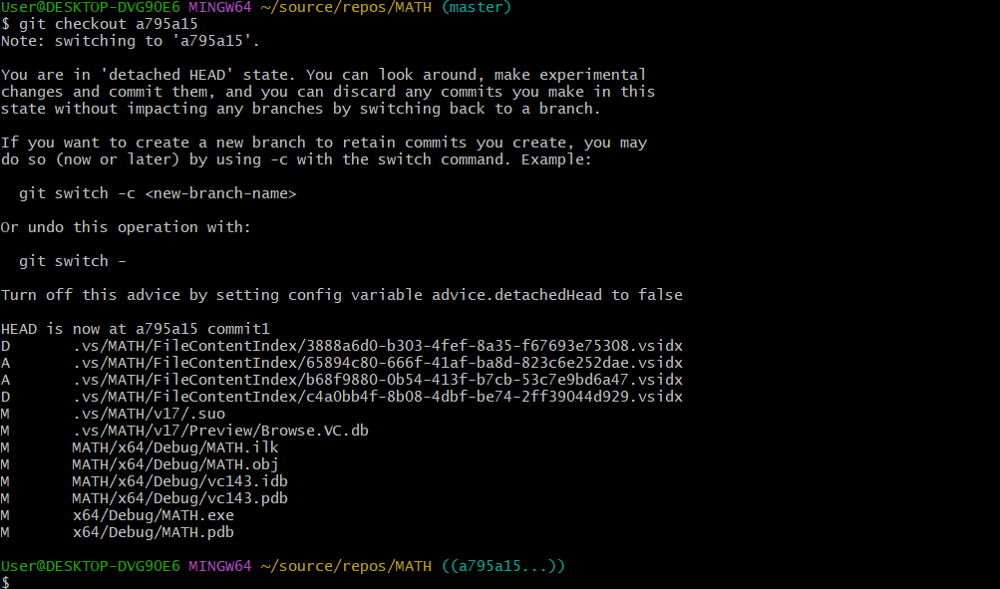 User@DESKTOP-DVG9OE6 MINGW64 ~/source/repos/MATH (master)
$ git checkout a795a15
Note: switching to 'a795a15'.

You are in 'detached HEAD' state. You can look around, make experimental
changes and commit them, and you can discard any commits you make in this
state without impacting any branches by switching back to a branch.

If you want to create a new branch to retain commits you create, you may
do so (now or later) by using -c with the switch command. Example:

  git switch -c <new-branch-name>

Or undo this operation with:

  git switch -

Turn off this advice by setting config variable advice.detachedHead to false

HEAD is now at a795a15 commit1
D       .vs/MATH/FileContentIndex/3888a6d0-b303-4fef-8a35-f67693e75308.vsidx
A       .vs/MATH/FileContentIndex/65894c80-666f-41af-ba8d-823c6e252dae.vsidx
A       .vs/MATH/FileContentIndex/b68f9880-0b54-413f-b7cb-53c7e9bd6a47.vsidx
D       .vs/MATH/FileContentIndex/c4a0bb4f-8b08-4dbf-be74-2ff39044d929.vsidx
M       .vs/MATH/v17/.suo
M       .vs/MATH/v17/Preview/Browse.VC.db
M       MATH/x64/Debug/MATH.ilk
M       MATH/x64/Debug/MATH.obj
M       MATH/x64/Debug/vc143.idb
M       MATH/x64/Debug/vc143.pdb
M       x64/Debug/MATH.exe
M       x64/Debug/MATH.pdb

User@DESKTOP-DVG9OE6 MINGW64 ~/source/repos/MATH ((a795a15...))
$